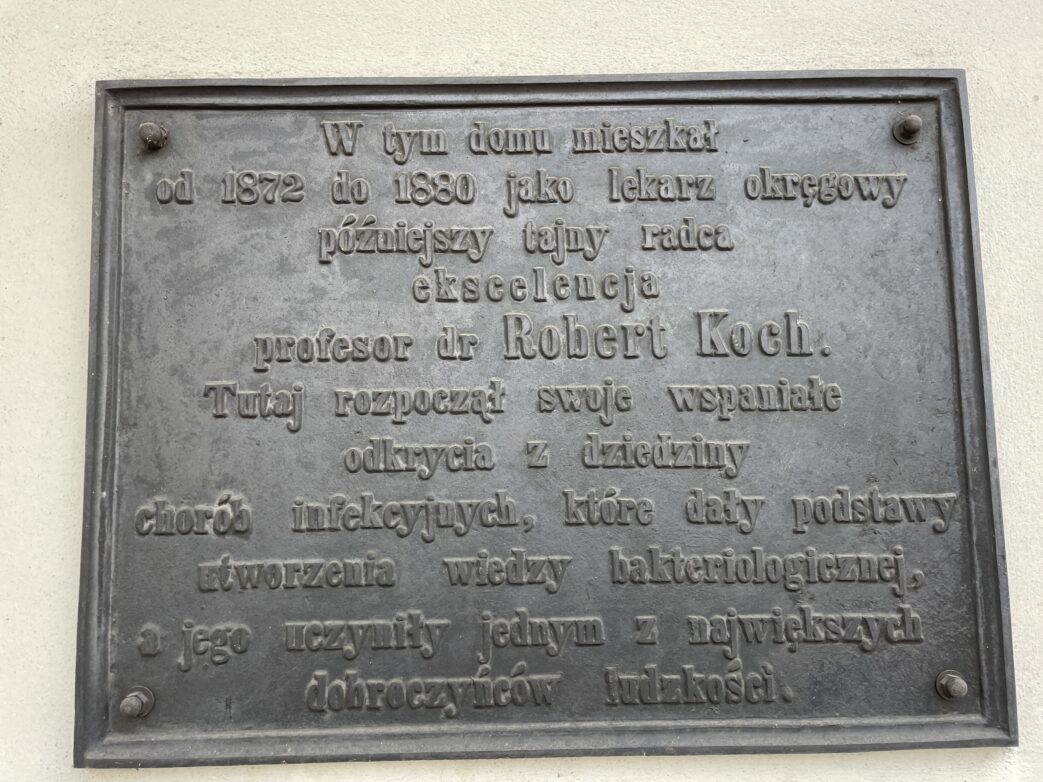 W tym domu mieszkał
od 1872 do 1880 jako lekarz okręgowy
późniejszy tajny radca
ekscelencja
profesor dr Robert Koch.
Tutaj rozpoczął swoje wspaniałe
odkrycia z dziedziny
chorób infekcyjnych, które dały podstawy
utworzenia wiedzy bakteriologicznej,
a jego uczyniły jednym z największych
dobroczyńców ludzkości.